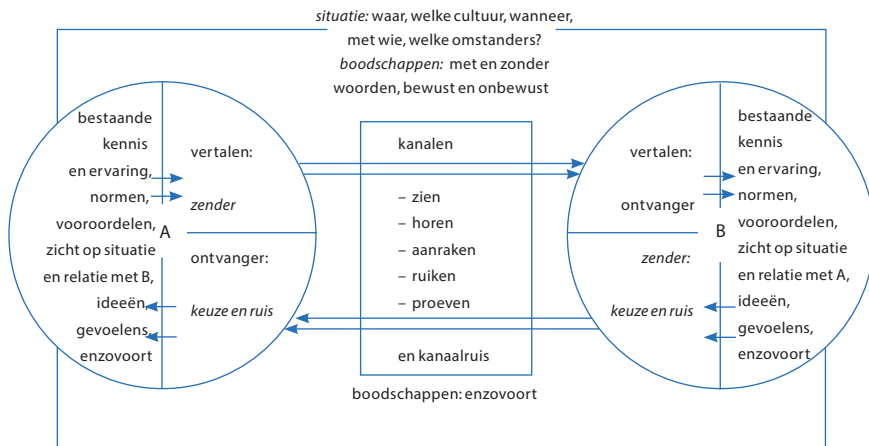 situatie: waar, welke cultuur, wanneer,
met wie, welke omstanders?
boodschappen: met en zonder
woorden, bewust en onbewust
bestaande
kennis
en ervaring,
normen,
vooroordelen,
zicht op situatie
en relatie met B,
ideeën,
gevoelens,
enzovoort
A
vertalen:
zender
ontvanger:
keuze en ruis
kanalen
– zien
– horen
– aanraken
– ruiken
– proeven
en kanaalruis
boodschappen: enzovoort
vertalen:
ontvanger
zender:
keuze en ruis
B
bestaande
kennis
en ervaring,
normen,
vooroordelen,
zicht op situatie
en relatie met A,
ideeën,
gevoelens,
enzovoort